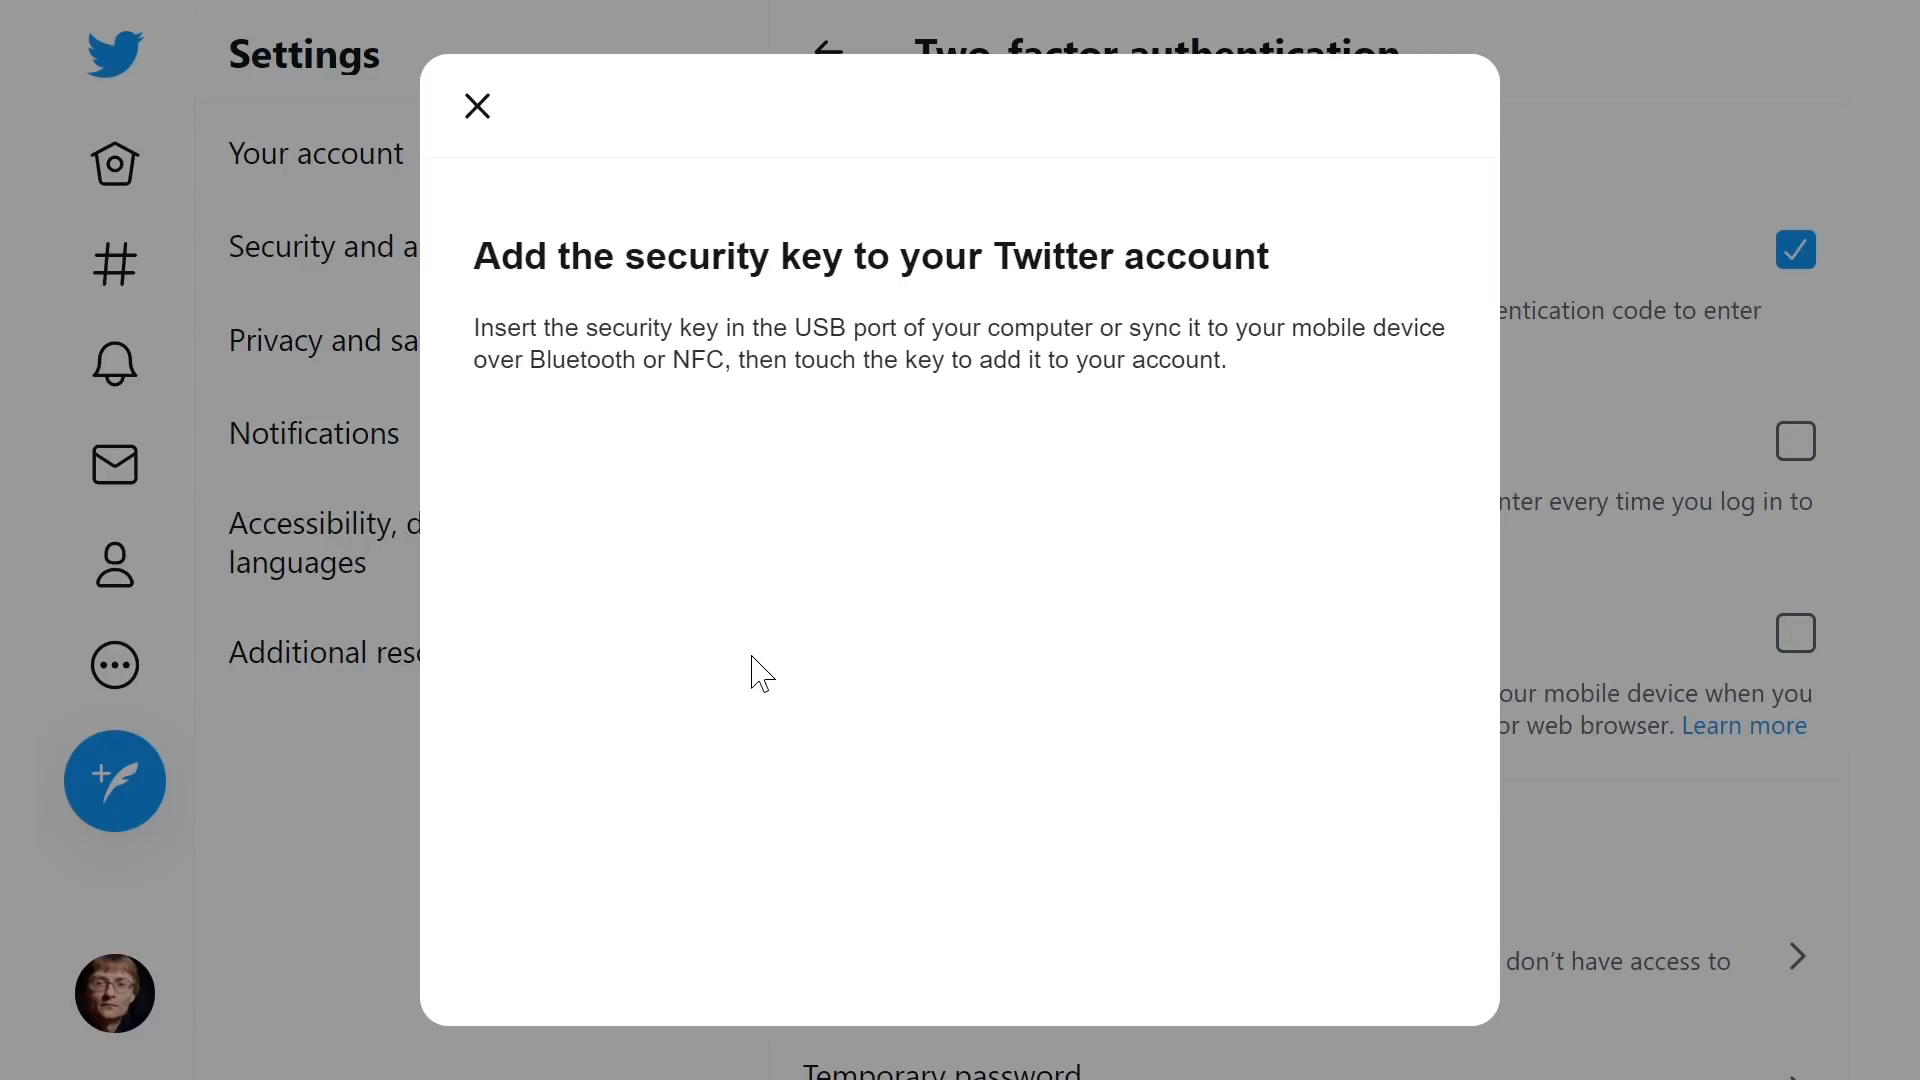 Settings
Two-factor authentication
Your account
Security and a
Privacy and sa
Notifications
Accessibility, d
languages
Additional reso
Add the security key to your Twitter account
Insert the security key in the USB port of your computer or sync it to your mobile device
over Bluetooth or NFC, then touch the key to add it to your account.
entication code to enter
nter every time you log in to
our mobile device when you
or web browser. Learn more
don’t have access to
Temporary password